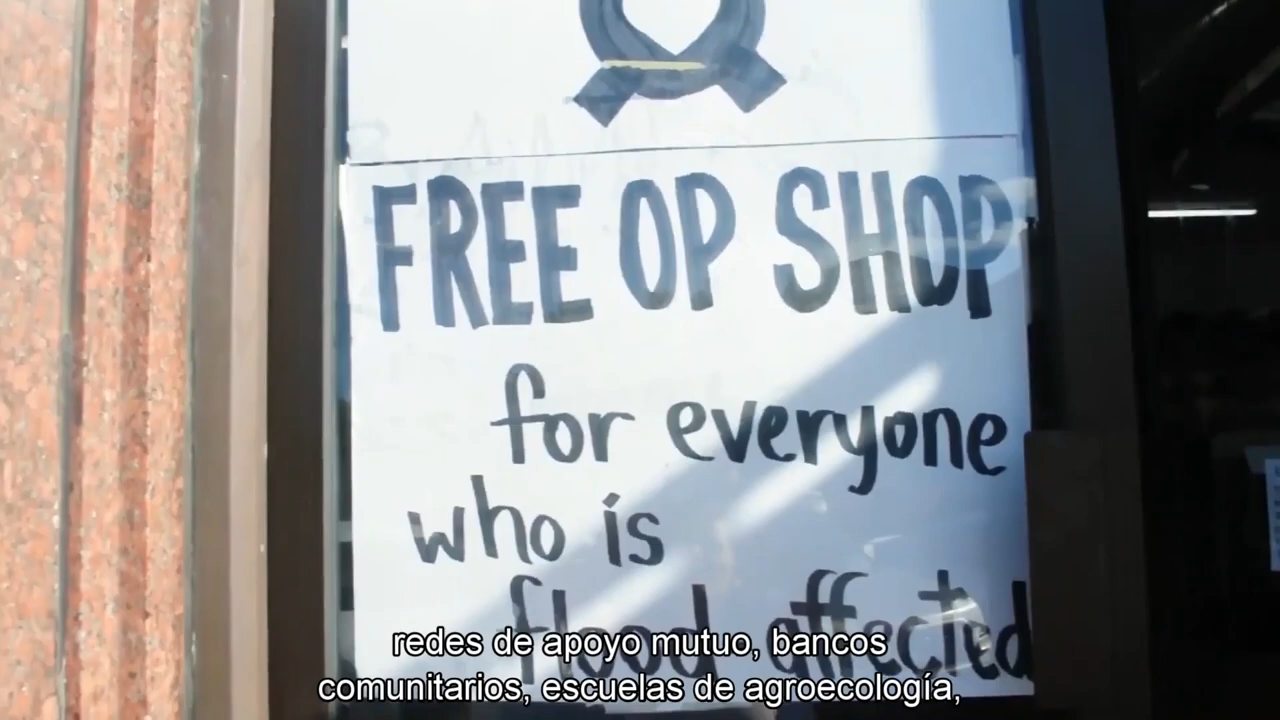 FREE OP SHOP
for everyone
who is
flood affected
redes de apoyo mutuo, bancos
comunitarios, escuelas de agroecología,